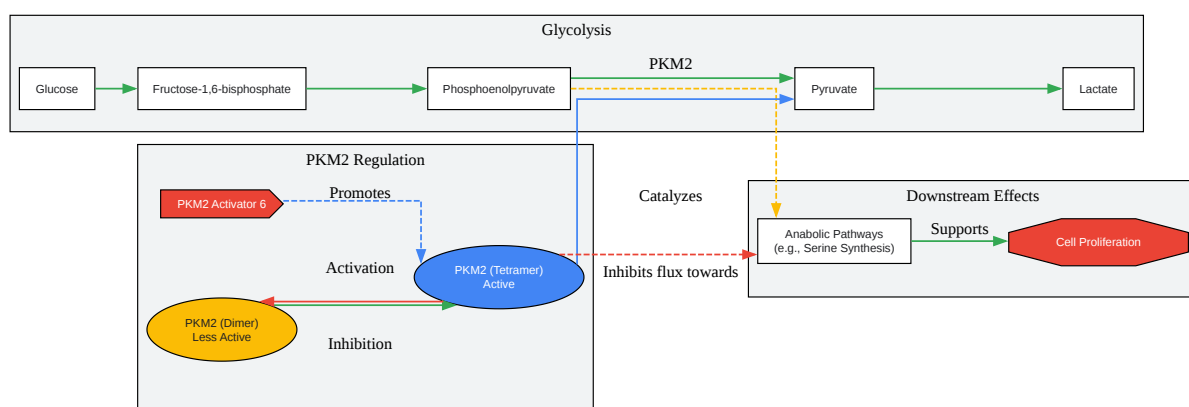 Glycolysis
PKM2
Glucose
Fructose-1,6-bisphosphate
Phosphoenolpyruvate
Pyruvate
Lactate
PKM2 Regulation
PKM2 Activator 6
Promotes
Catalyzes
Downstream Effects
Anabolic Pathways
(e.g., Serine Synthesis)
Supports
Cell Proliferation
Activation
PKM2 (Tetramer)
Active
Inhibits flux towards
PKM2 (Dimer)
Less Active
Inhibition